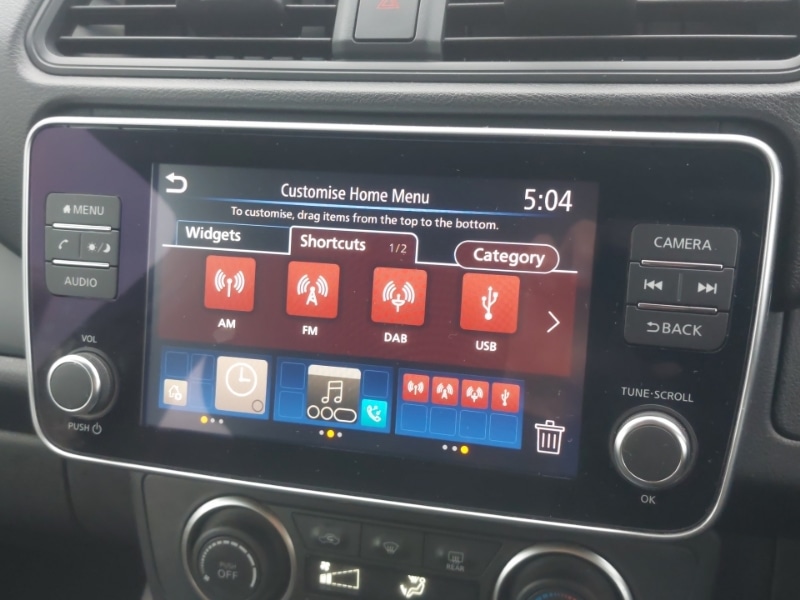 Customise Home Menu
5:04
To customise, drag items from the top to the bottom.
Widgets
Shortcuts 1/2
Category
AM
FM
DAB
USB
MENU
AUDIO
VOL
PUSH
CAMERA
BACK
TUNE·SCROLL
OK
OFF
REAR